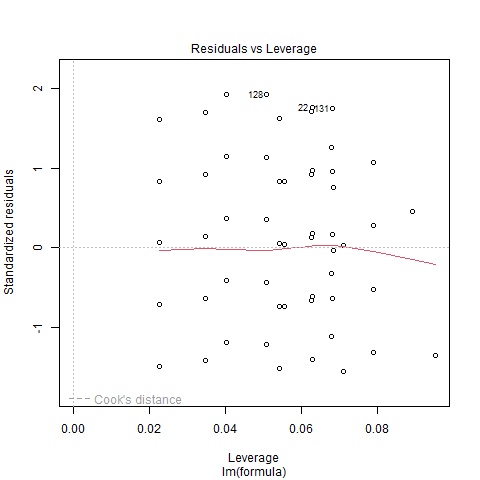 Residuals vs Leverage
2
1
0
-1
Standardized residuals
128
22
131
Cook's distance
0.00 0.02 0.04 0.06 0.08
Leverage
lm(formula)